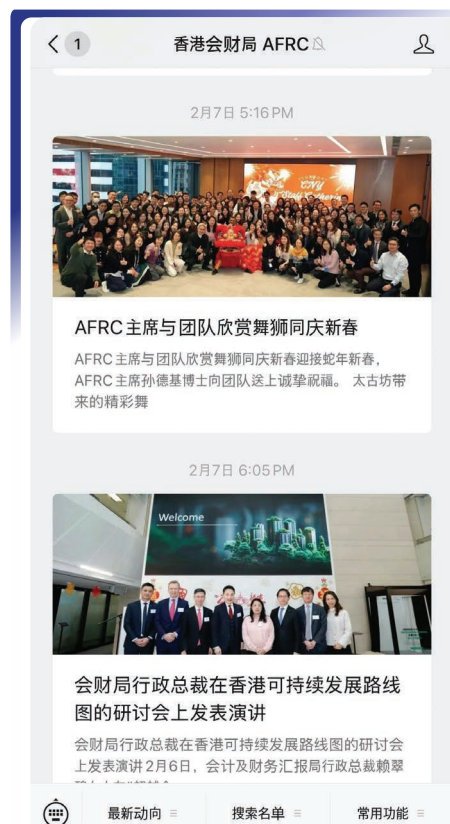 1
香港会财局 AFRC
2月7日 5:16 PM
CNY
Staff Gathering
AFRC主席与团队欣赏舞狮同庆新春
AFRC主席与团队欣赏舞狮同庆新春迎接蛇年新春，
AFRC主席孙德基博士向团队送上诚挚祝福。 太古坊带
来的精彩舞
2月7日 6:05 PM
Welcome
会财局行政总裁在香港可持续发展路线
图的研讨会上发表演讲
会财局行政总裁在香港可持续发展路线图的研讨会
上发表演讲2月6日，会计及财务汇报局行政总裁赖翠
最新动向
搜索名单
常用功能